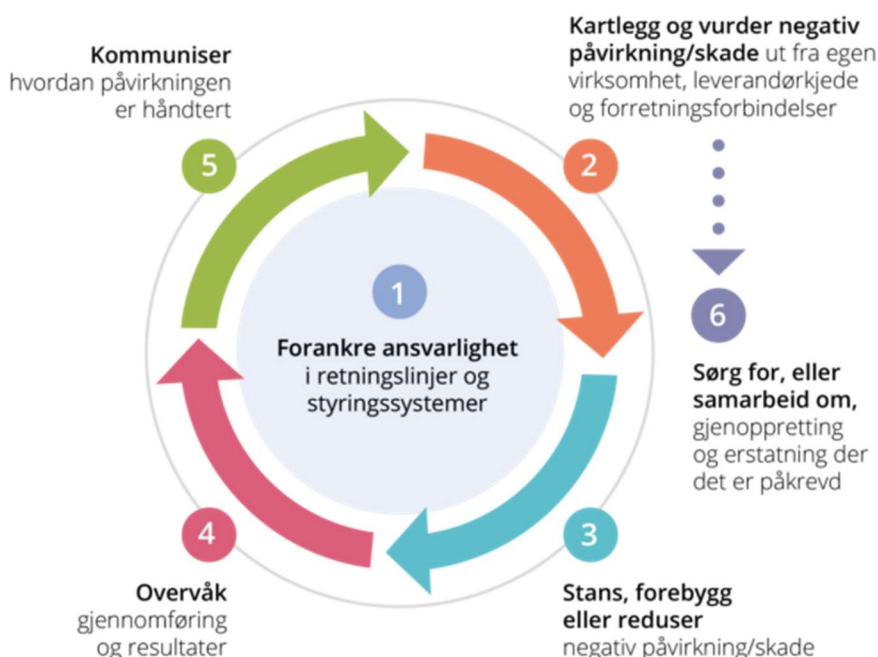 1
Forankre ansvarlighet
i retningslinjer og
styringssystemer
Kartlegg og vurder negativ
påvirkning/skade ut fra egen
virksomhet, leverandørkjede
og forretningsforbindelser
2
3
Stans, forebygg
eller reduser
negativ påvirkning/skade
4
Overvåk
gjennomføring
og resultater
Kommuniser
hvordan påvirkningen
er håndtert
5
6
Sørg for, eller
samarbeid om,
gjenoppretting
og erstatning der
det er påkrevd